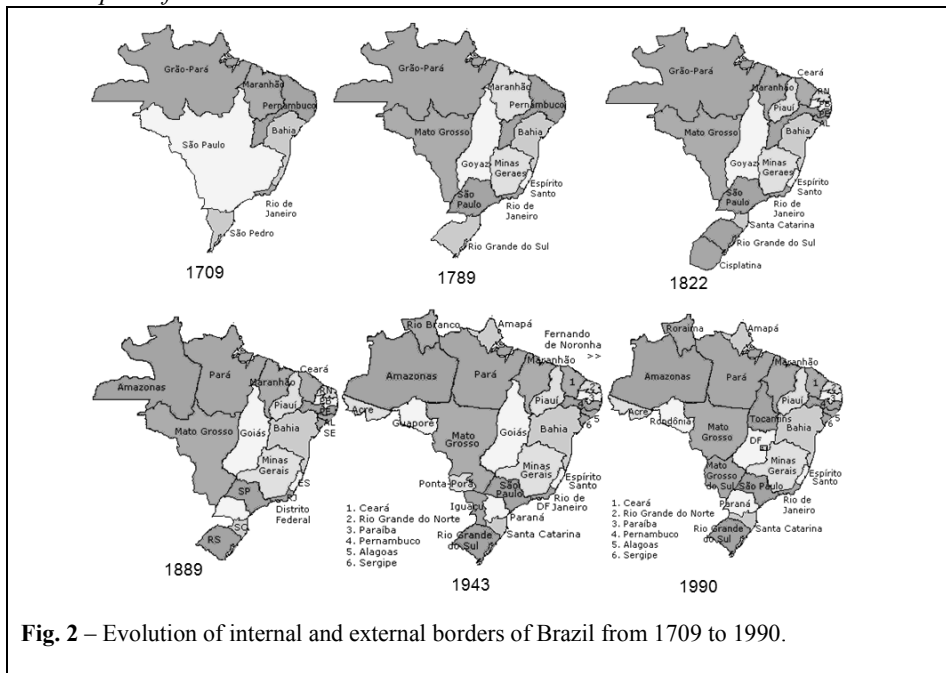 Grão-Pará
Maranhão
Pernambuco
Bahia
São Paulo
Rio de
Janeiro
São Pedro
1709
Grão-Pará
Maranhão
Pernambuco
Mato Grosso
Bahia
Goyaz
Minas
Geraes
Espírito
Santo
São
Paulo
Rio de
Janeiro
Rio Grande do Sul
1789
Grão-Pará
Ceará
Maranhão
RN
Piauí
PE
AL
Mato Grosso
Bahia
Goyaz
Minas
Geraes
Espírito
Santo
São
Paulo
Rio de
Janeiro
Santa Catarina
Rio Grande do Sul
Cisplatina
1822
Amazonas
Pará
Maranhão
Ceará
RN
PB
PE
AL
SE
Piauí
Mato Grosso
Goiás
Bahia
Minas
Gerais
ES
SP
RJ
Distrito
Federal
SC
RS
1889
Rio Branco
Amapá
Fernando
de Noronha
>>
Maranhão
Amazonas
Pará
1
2
3
4
5
6
Piauí
Acre
Guaporé
Mato
Grosso
Goiás
Bahia
Minas
Gerais
Espírito
Santo
Ponta-Porã
São
Paulo
Rio de
Janeiro
DF
Iguaçu
Paraná
Santa Catarina
Rio Grande
do Sul
1. Ceará
2. Rio Grande do Norte
3. Paraíba
4. Pernambuco
5. Alagoas
6. Sergipe
1943
Roraima
Amapá
Maranhão
Amazonas
Pará
1
2
3
4
5
6
Piauí
Acre
Rondônia
Tocantins
Mato
Grosso
Bahia
DF
Minas
Gerais
Espírito
Santo
Mato
Grosso
do Sul
São Paulo
Rio de
Janeiro
Paraná
Santa Catarina
Rio Grande
do Sul
1. Ceará
2. Rio Grande do Norte
3. Paraíba
4. Pernambuco
5. Alagoas
6. Sergipe
1990
Fig. 2 – Evolution of internal and external borders of Brazil from 1709 to 1990.